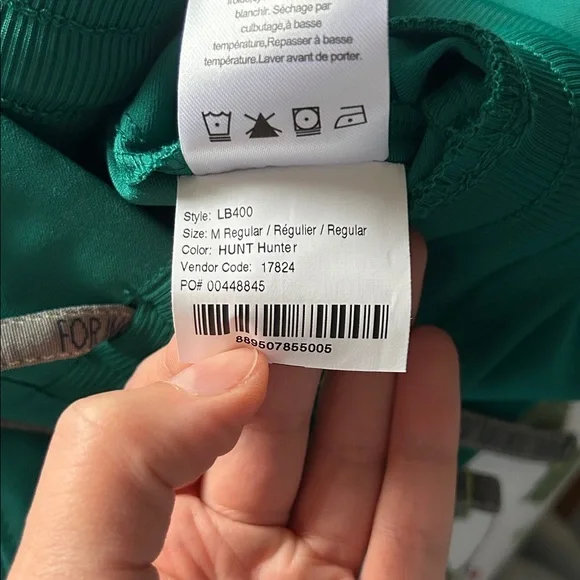 blanchir. Séchage par
culbutage,à basse
température,Repasser à basse
température.Laver avant de porter.
Style: LB400
Size: M Regular / Régulier / Regular
Color: HUNT Hunter
Vendor Code: 17824
PO# 00448845
889507855005
FOR